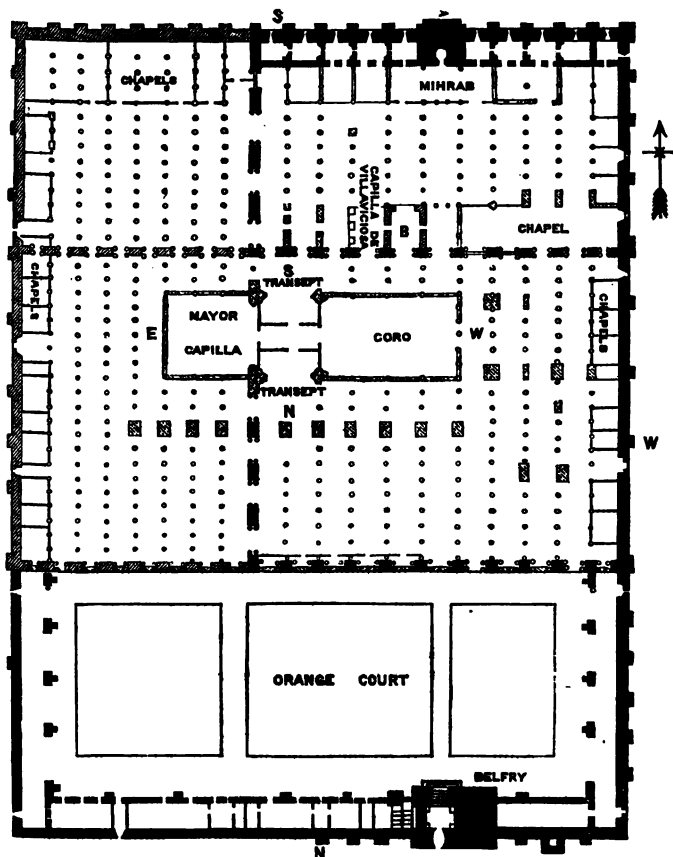 S
A
CHAPELS
MIHRAB
CAPILLA DE
VILLAVICIOSA
B
CHAPEL
S
TRANSEPT
CHAPELS
MAYOR
CAPILLA
E
CORO
W
CHAPELS
TRANSEPT
N
W
ORANGE COURT
BELFRY
N